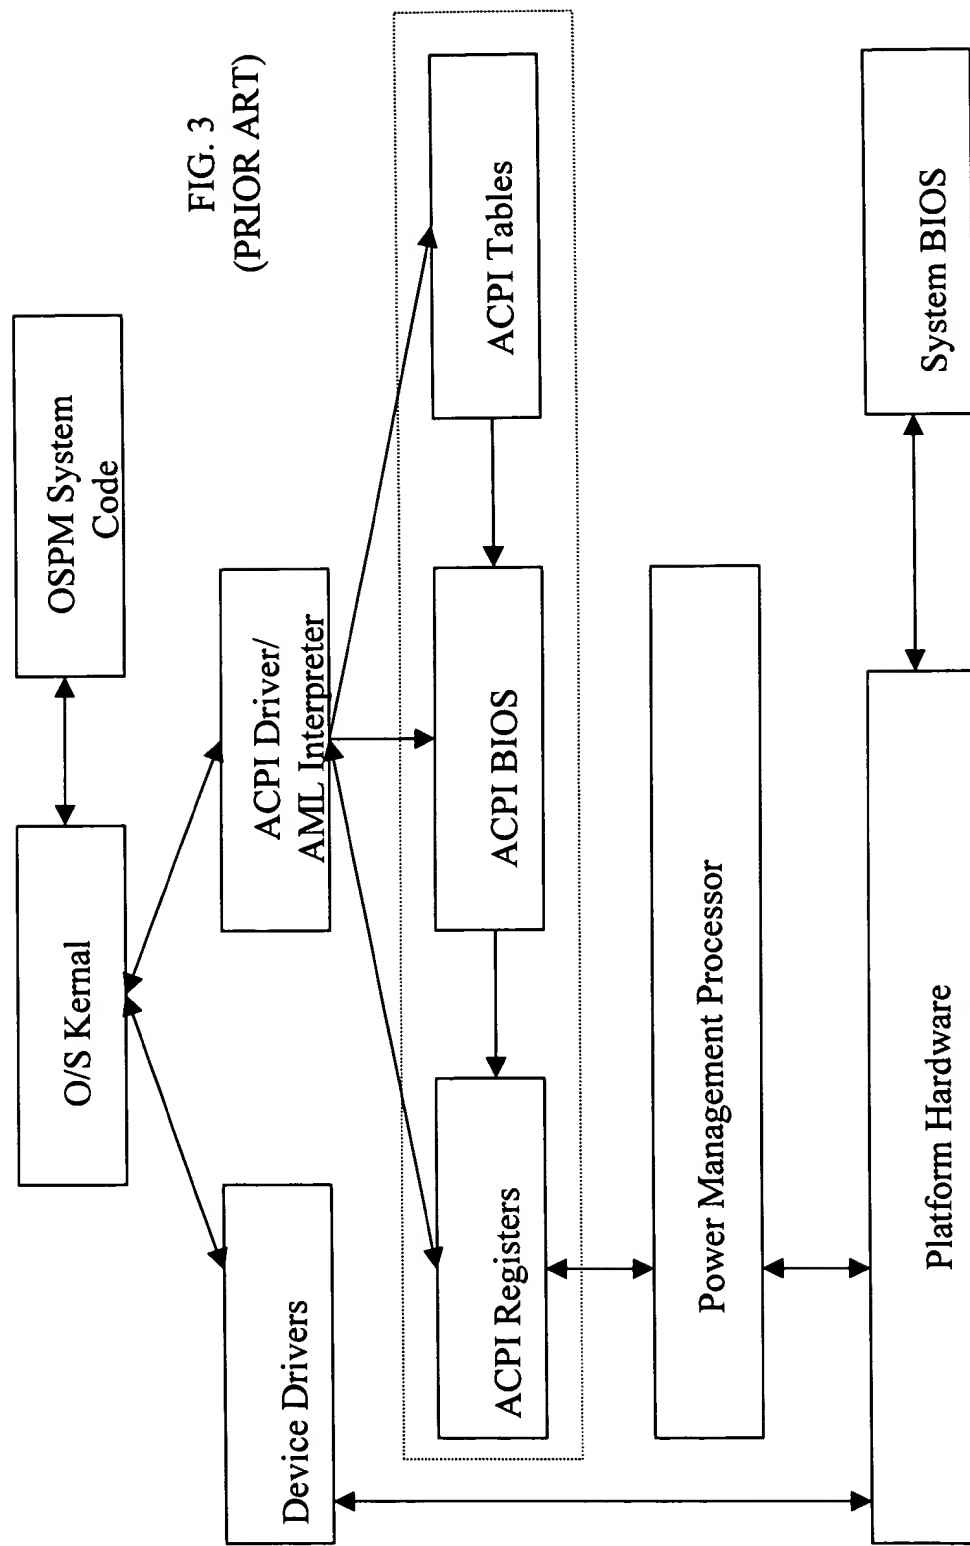 FIG. 3
(PRIOR ART)
O/S Kernal
OSPM System
Code
Device Drivers
ACPI Driver/
AML Interpreter
ACPI Registers
ACPI BIOS
ACPI Tables
Power Management Processor
Platform Hardware
System BIOS